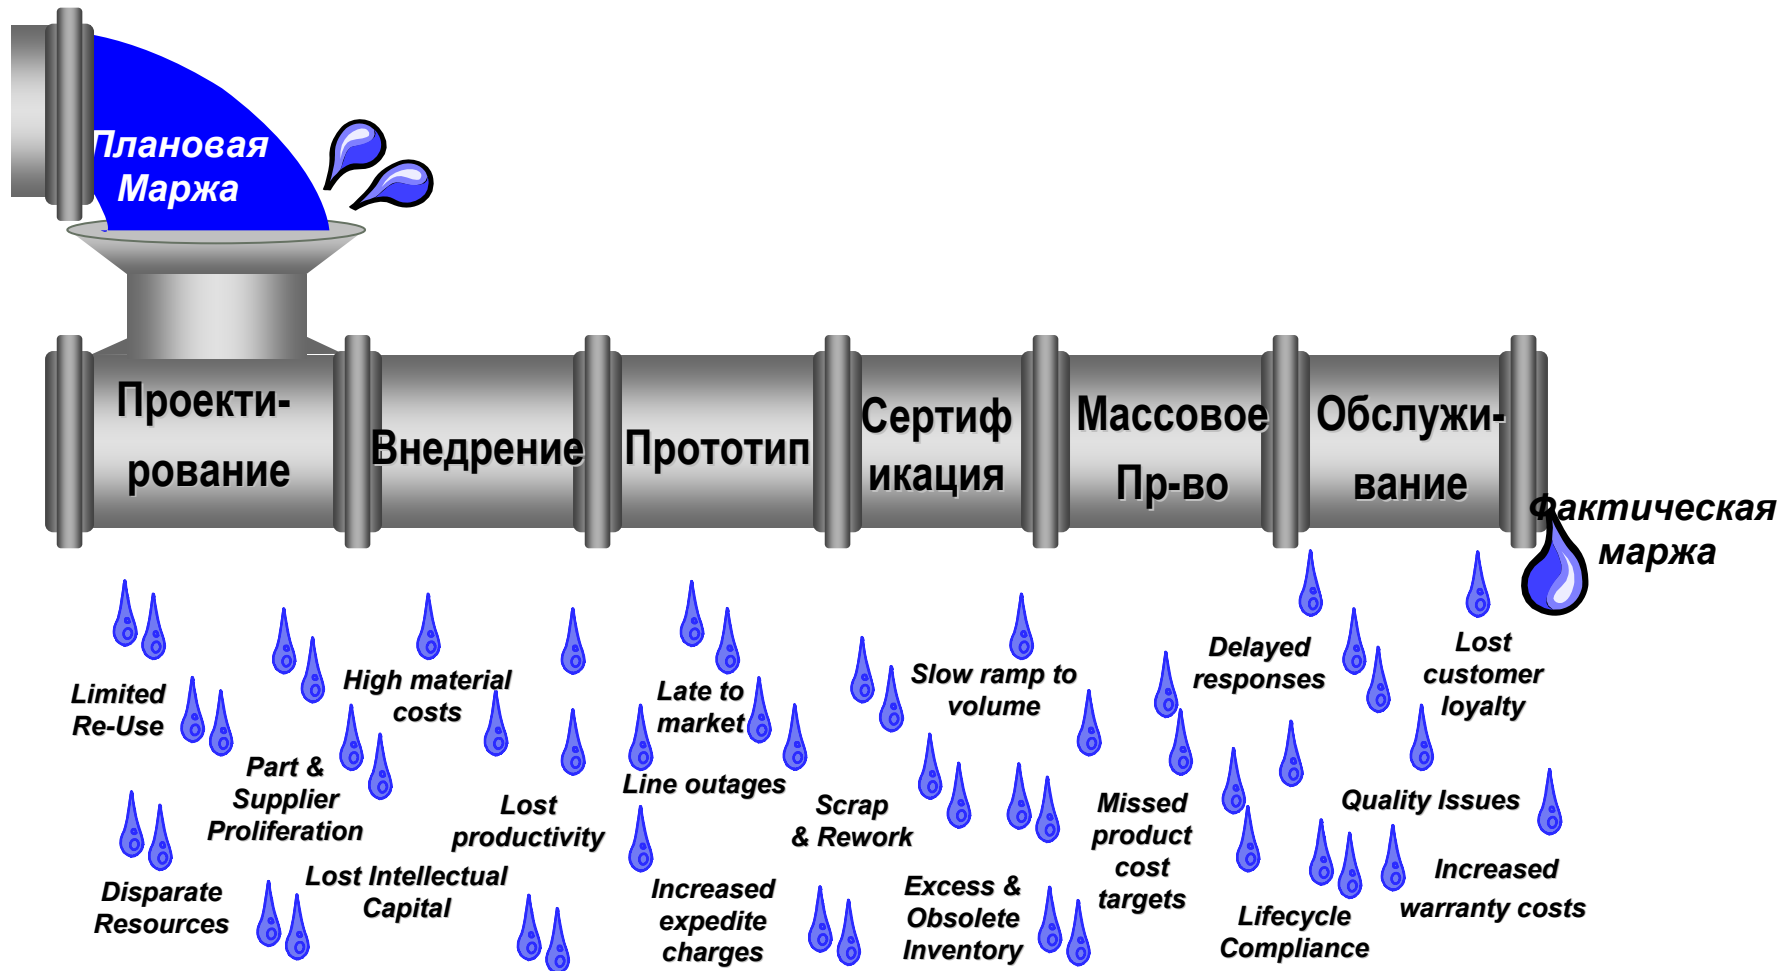 Плановая
Маржа
Проекти-
рование
Внедрение
Прототип
Сертиф
икация
Массовое
Пр-во
Обслужи-
вание
Фактическая
маржа
Limited
Re-Use
High material
costs
Late to
market
Slow ramp to
volume
Delayed
responses
Lost
customer
loyalty
Part &
Supplier
Proliferation
Lost
productivity
Line outages
Scrap
& Rework
Missed
product
cost
targets
Quality Issues
Disparate
Resources
Lost Intellectual
Capital
Increased
expedite
charges
Excess &
Obsolete
Inventory
Lifecycle
Compliance
Increased
warranty costs